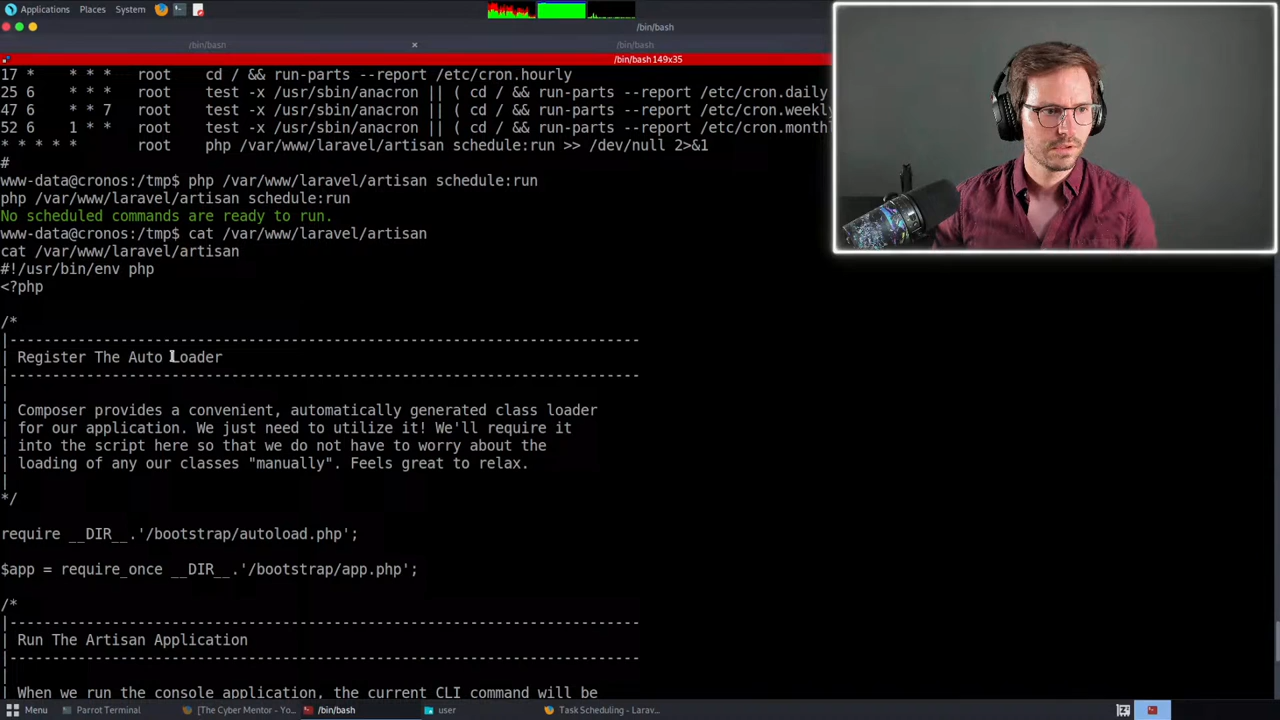 Applications Places System
/bin/bash
/bin/bash /bin/bash
/bin/bash 149x35
17 * * * * root cd / && run-parts --report /etc/cron.hourly
25 6 * * * root test -x /usr/sbin/anacron || ( cd / && run-parts --report /etc/cron.daily
47 6 * * 7 root test -x /usr/sbin/anacron || ( cd / && run-parts --report /etc/cron.weekly
52 6 1 * * root test -x /usr/sbin/anacron || ( cd / && run-parts --report /etc/cron.monthl
* * * * * root php /var/www/laravel/artisan schedule:run >> /dev/null 2>&1
#
www-data@cronos:/tmp$ php /var/www/laravel/artisan schedule:run
php /var/www/laravel/artisan schedule:run
No scheduled commands are ready to run.
www-data@cronos:/tmp$ cat /var/www/laravel/artisan
cat /var/www/laravel/artisan
#!/usr/bin/env php
<?php
/*
|--------------------------------------------------------------------------
| Register The Auto Loader
|--------------------------------------------------------------------------
|
| Composer provides a convenient, automatically generated class loader
| for our application. We just need to utilize it! We'll require it
| into the script here so that we do not have to worry about the
| loading of any our classes "manually". Feels great to relax.
|
*/
require __DIR__.'/bootstrap/autoload.php';
$app = require_once __DIR__.'/bootstrap/app.php';
/*
|--------------------------------------------------------------------------
| Run The Artisan Application
|--------------------------------------------------------------------------
|
| When we run the console application, the current CLI command will be
Menu Parrot Terminal [The Cyber Mentor - Yo... /bin/bash user Task Scheduling - Larav...